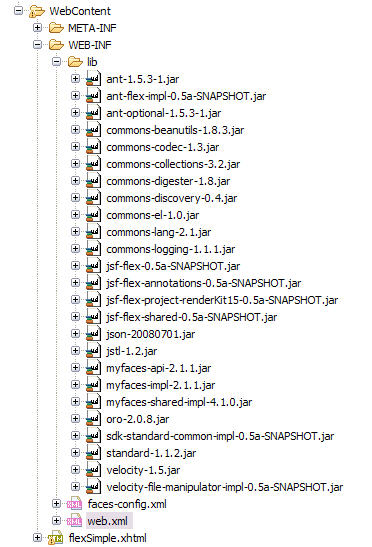 WebContent
META-INF
WEB-INF
lib
ant-1.5.3-1.jar
ant-flex-impl-0.5a-SNAPSHOT.jar
ant-optional-1.5.3-1.jar
commons-beanutils-1.8.3.jar
commons-codec-1.3.jar
commons-collections-3.2.jar
commons-digester-1.8.jar
commons-discovery-0.4.jar
commons-el-1.0.jar
commons-lang-2.1.jar
commons-logging-1.1.1.jar
jsf-flex-0.5a-SNAPSHOT.jar
jsf-flex-annotations-0.5a-SNAPSHOT.jar
jsf-flex-project-renderKit15-0.5a-SNAPSHOT.jar
jsf-flex-shared-0.5a-SNAPSHOT.jar
json-20080701.jar
jstl-1.2.jar
myfaces-api-2.1.1.jar
myfaces-impl-2.1.1.jar
myfaces-shared-impl-4.1.0.jar
oro-2.0.8.jar
sdk-standard-common-impl-0.5a-SNAPSHOT.jar
standard-1.1.2.jar
velocity-1.5.jar
velocity-file-manipulator-impl-0.5a-SNAPSHOT.jar
faces-config.xml
web.xml
flexSimple.xhtml